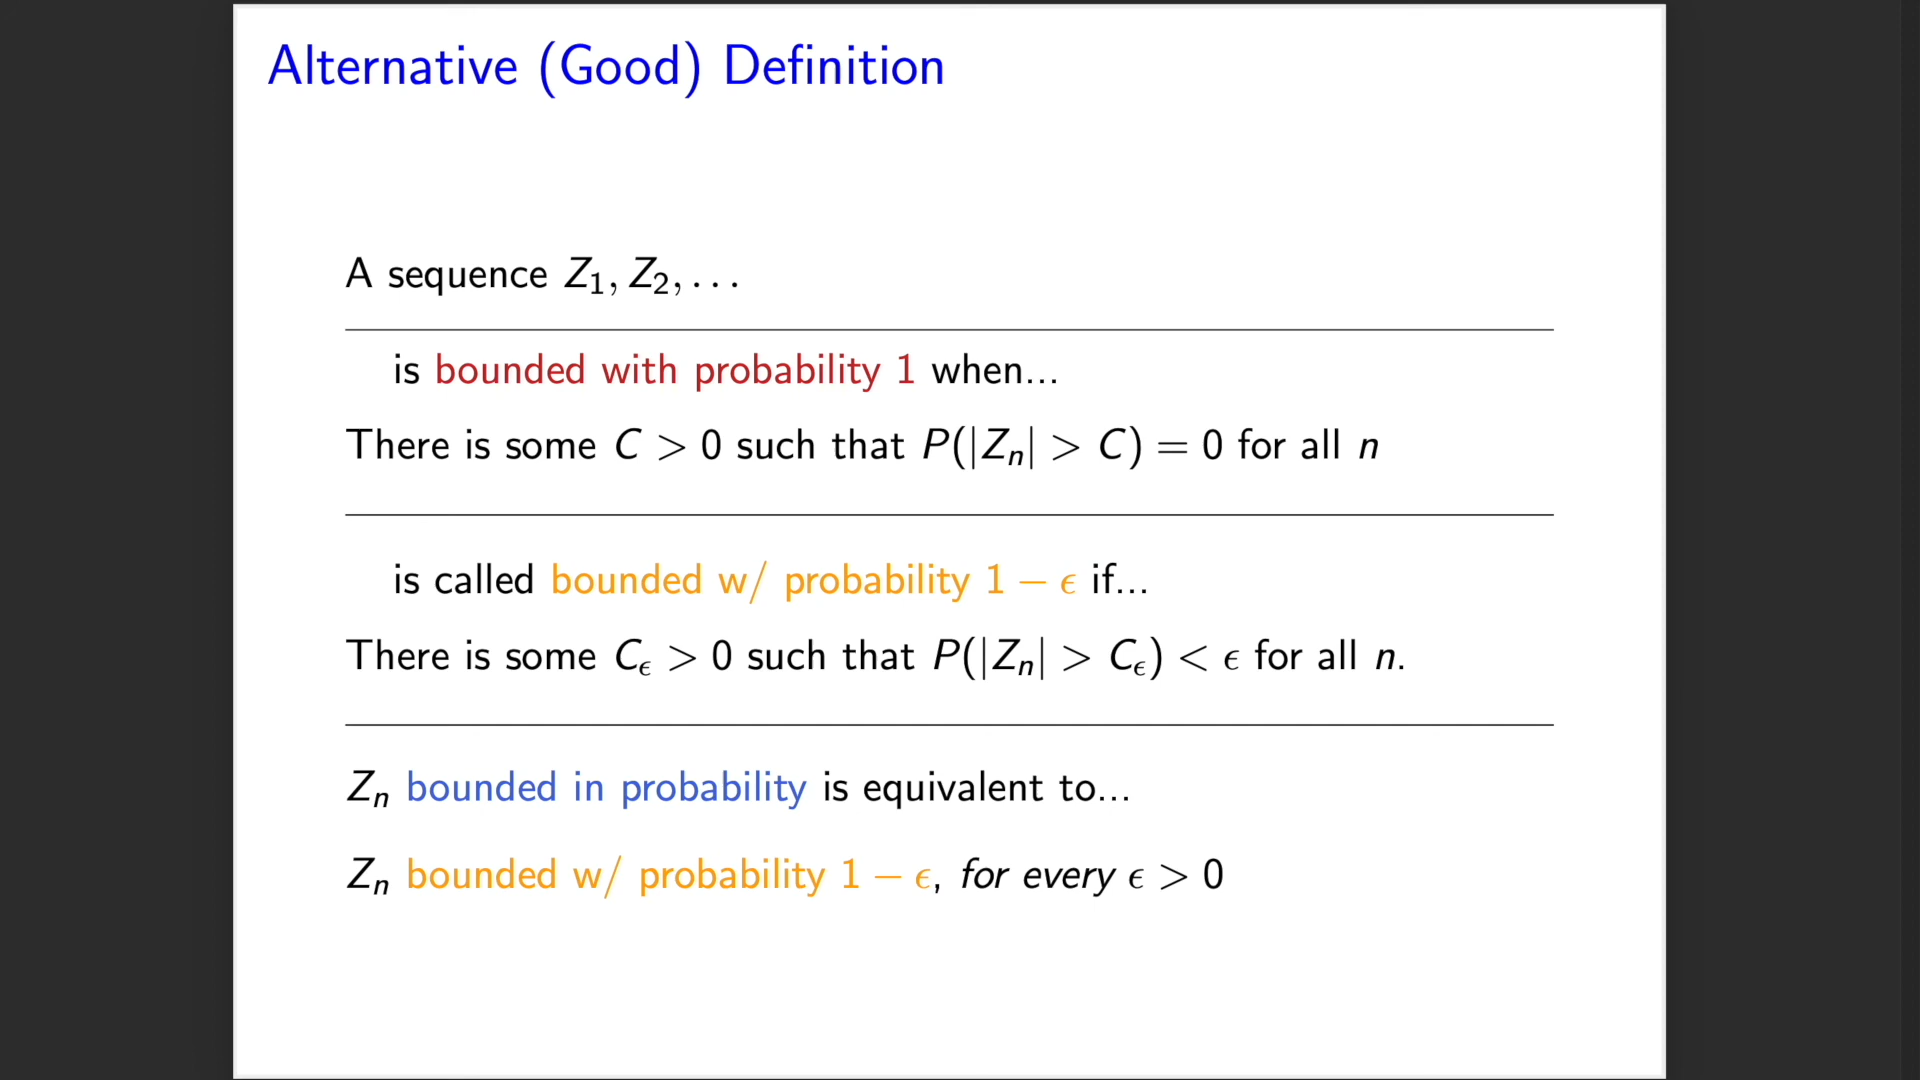 Alternative (Good) Definition
A sequence Z₁, Z₂, . . .
is bounded with probability 1 when...
There is some C > 0 such that P(|Zₙ| > C) = 0 for all n
is called bounded w/ probability 1 − ϵ if...
There is some C_ϵ > 0 such that P(|Zₙ| > C_ϵ) < ϵ for all n.
Zₙ bounded in probability is equivalent to...
Zₙ bounded w/ probability 1 − ϵ, for every ϵ > 0